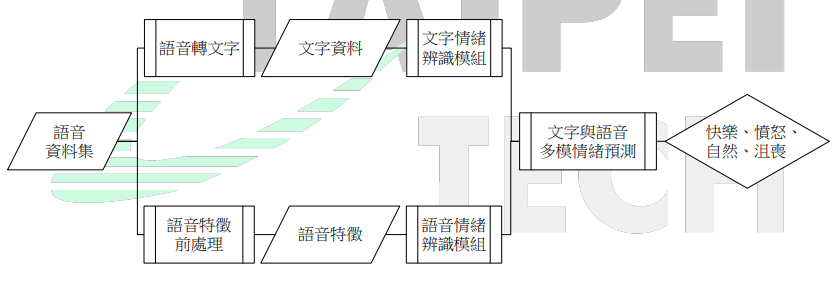 TAIPEI
TECH
語音轉文字
文字資料
文字情緒
辨識模組
語音
資料集
文字與語音
多模情緒預測
快樂、憤怒、
自然、沮喪
語音特徵
前處理
語音特徵
語音情緒
辨識模組